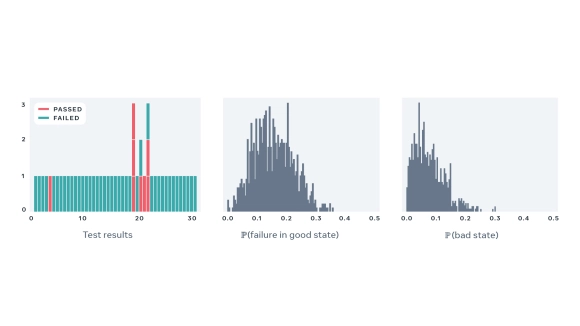 PASSED
FAILED
3
2
1
0
0 10 20 30
Test results
0.0 0.1 0.2 0.3 0.4 0.5
ℙ(failure in good state)
0.0 0.1 0.2 0.3 0.4 0.5
ℙ(bad state)